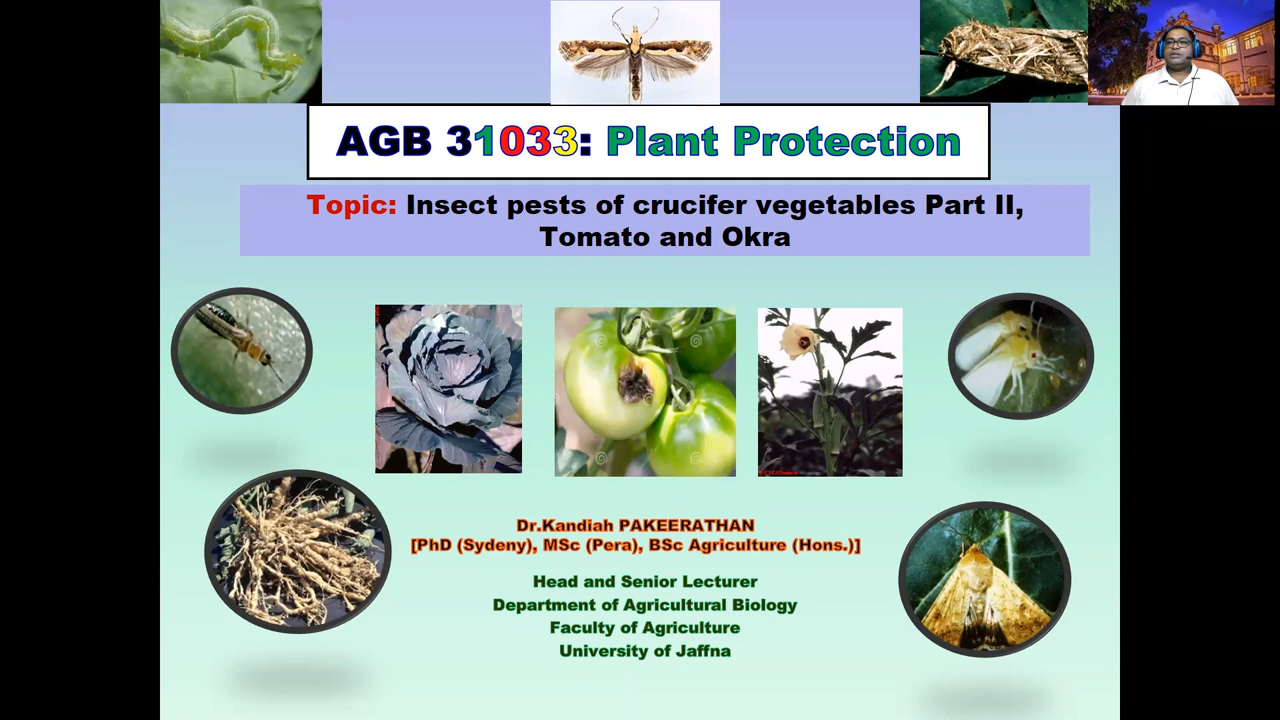 AGB 31033: Plant Protection
Topic: Insect pests of crucifer vegetables Part II,
Tomato and Okra
Dr.Kandiah PAKEERATHAN
[PhD (Sydeny), MSc (Pera), BSc Agriculture (Hons.)]
Head and Senior Lecturer
Department of Agricultural Biology
Faculty of Agriculture
University of Jaffna